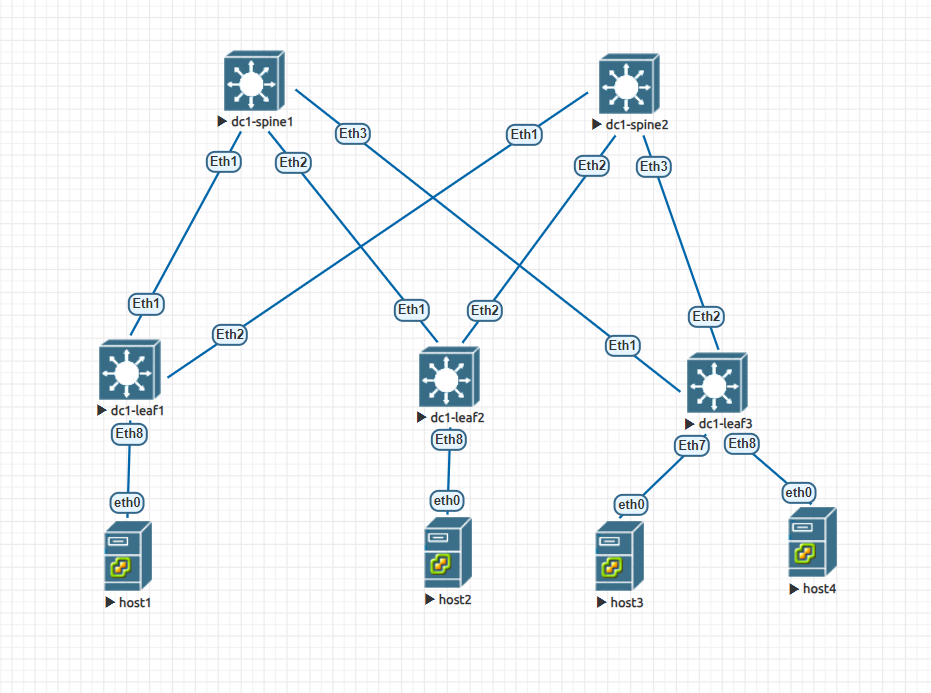 dc1-spine1
dc1-spine2
Eth3
Eth1
Eth1
Eth2
Eth2
Eth3
Eth1
Eth2
Eth1
Eth2
Eth2
Eth1
dc1-leaf1
dc1-leaf2
dc1-leaf3
Eth8
Eth8
Eth7
Eth8
eth0
eth0
eth0
eth0
host1
host2
host3
host4